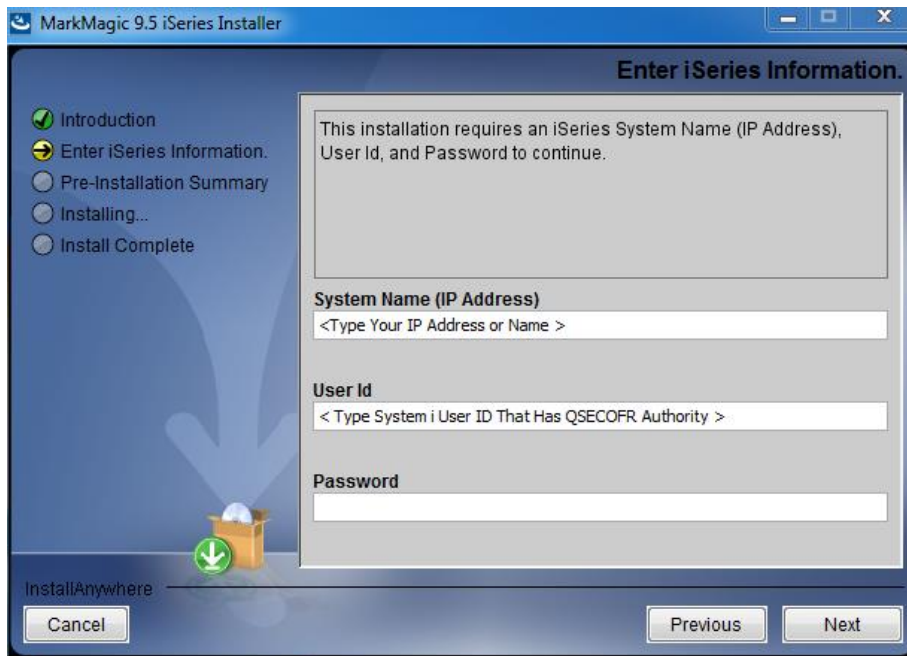 MarkMagic 9.5 iSeries Installer
Enter iSeries Information.
Introduction
Enter iSeries Information.
Pre-Installation Summary
Installing...
Install Complete
This installation requires an iSeries System Name (IP Address),
User Id, and Password to continue.
System Name (IP Address)
<Type Your IP Address or Name >
User Id
< Type System i User ID That Has QSECOFR Authority >
Password
InstallAnywhere
Cancel
Previous
Next